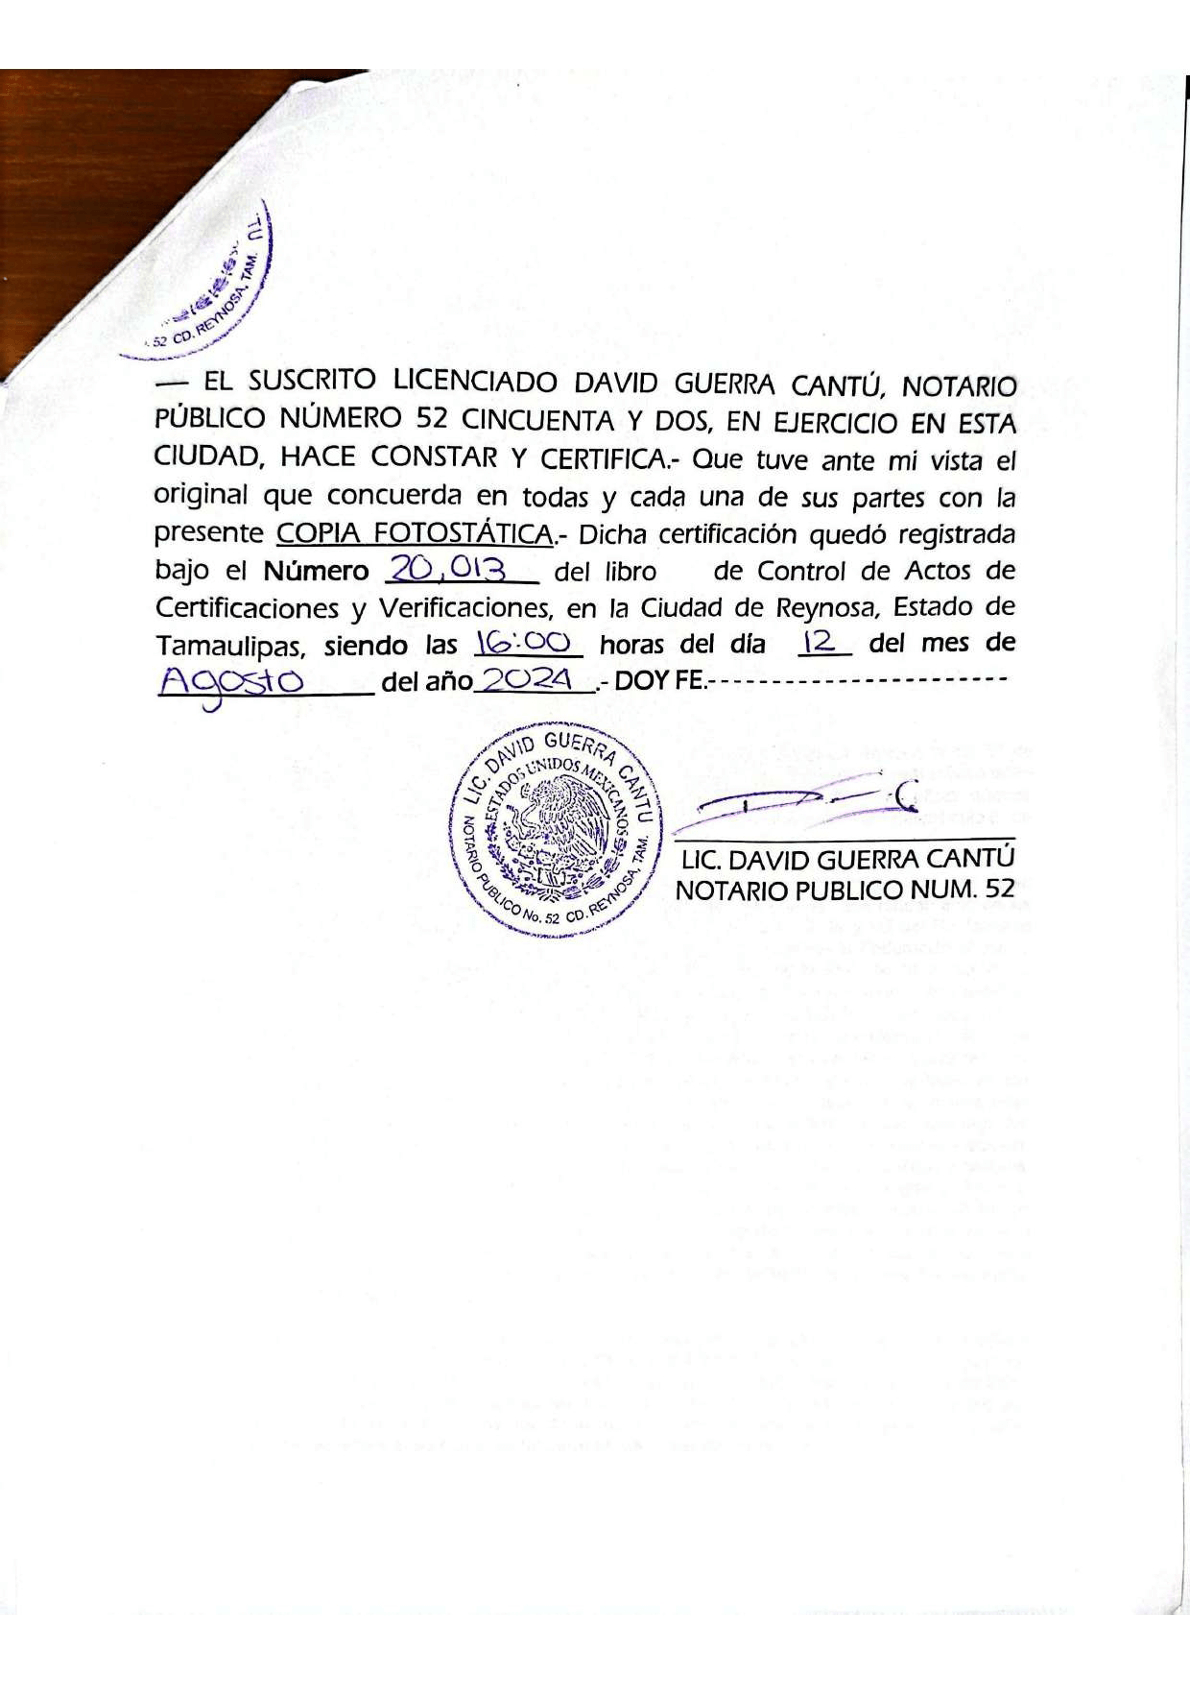 . 52 CD. REYNOSA, TAM.
— EL SUSCRITO LICENCIADO DAVID GUERRA CANTÚ, NOTARIO
PÚBLICO NÚMERO 52 CINCUENTA Y DOS, EN EJERCICIO EN ESTA
CIUDAD, HACE CONSTAR Y CERTIFICA.- Que tuve ante mi vista el
original que concuerda en todas y cada una de sus partes con la
presente COPIA FOTOSTÁTICA.- Dicha certificación quedó registrada
bajo el Número 20,013 del libro de Control de Actos de
Certificaciones y Verificaciones, en la Ciudad de Reynosa, Estado de
Tamaulipas, siendo las 16:00 horas del día 12 del mes de
Agosto del año 2024.- DOY FE.-----------------------
LIC. DAVID GUERRA CANTU
ESTADOS UNIDOS MEXICANOS
NOTARIO PUBLICO No. 52 CD. REYNOSA, TAM.
LIC. DAVID GUERRA CANTÚ
NOTARIO PUBLICO NUM. 52